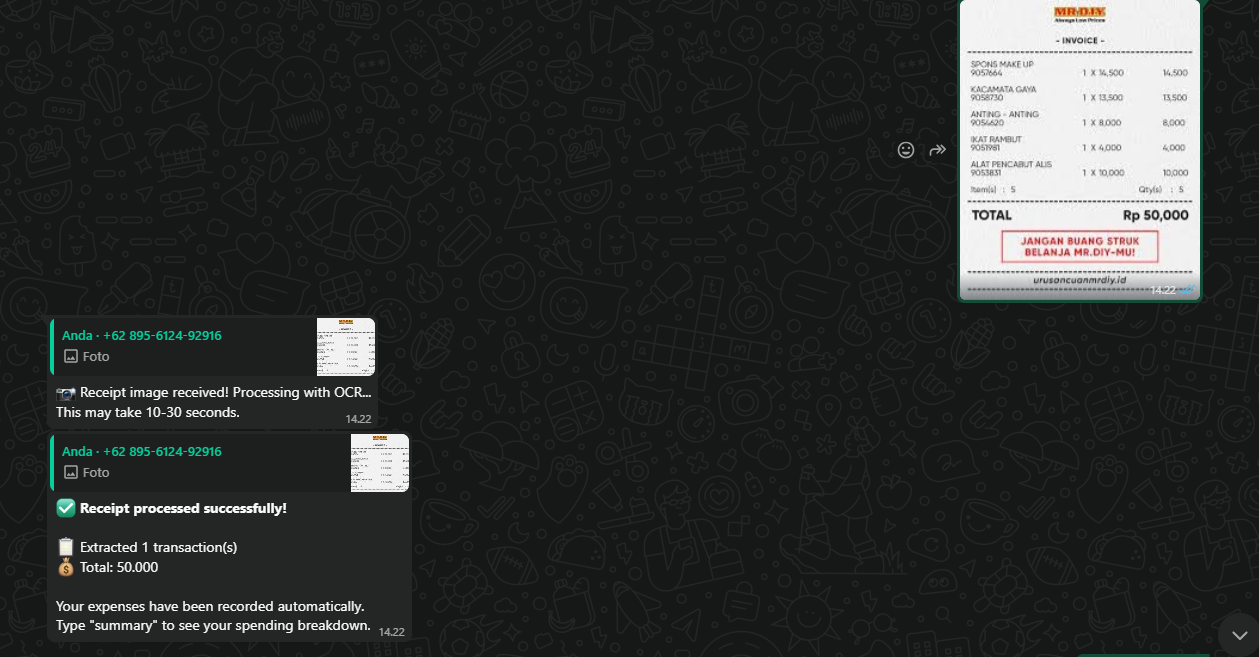 MR.D.I.Y.
Always Low Prices
- INVOICE -
SPONS MAKE UP
9057664 1 X 14,500 14,500
KACAMATA GAYA
9058730 1 X 13,500 13,500
ANTING - ANTING
9054620 1 X 8,000 8,000
IKAT RAMBUT
9051981 1 X 4,000 4,000
ALAT PENCABUT ALIS
9053831 1 X 10,000 10,000
Item(s) : 5 Qty(s) : 5
TOTAL Rp 50,000
JANGAN BUANG STRUK
BELANJA MR.DIY-MU!
urusancuanmrdiy.id
14.22
Anda · +62 895-6124-92916
Foto
Receipt image received! Processing with OCR...
This may take 10-30 seconds.
14.22
Anda · +62 895-6124-92916
Foto
Receipt processed successfully!
Extracted 1 transaction(s)
Total: 50.000
Your expenses have been recorded automatically.
Type "summary" to see your spending breakdown.
14.22